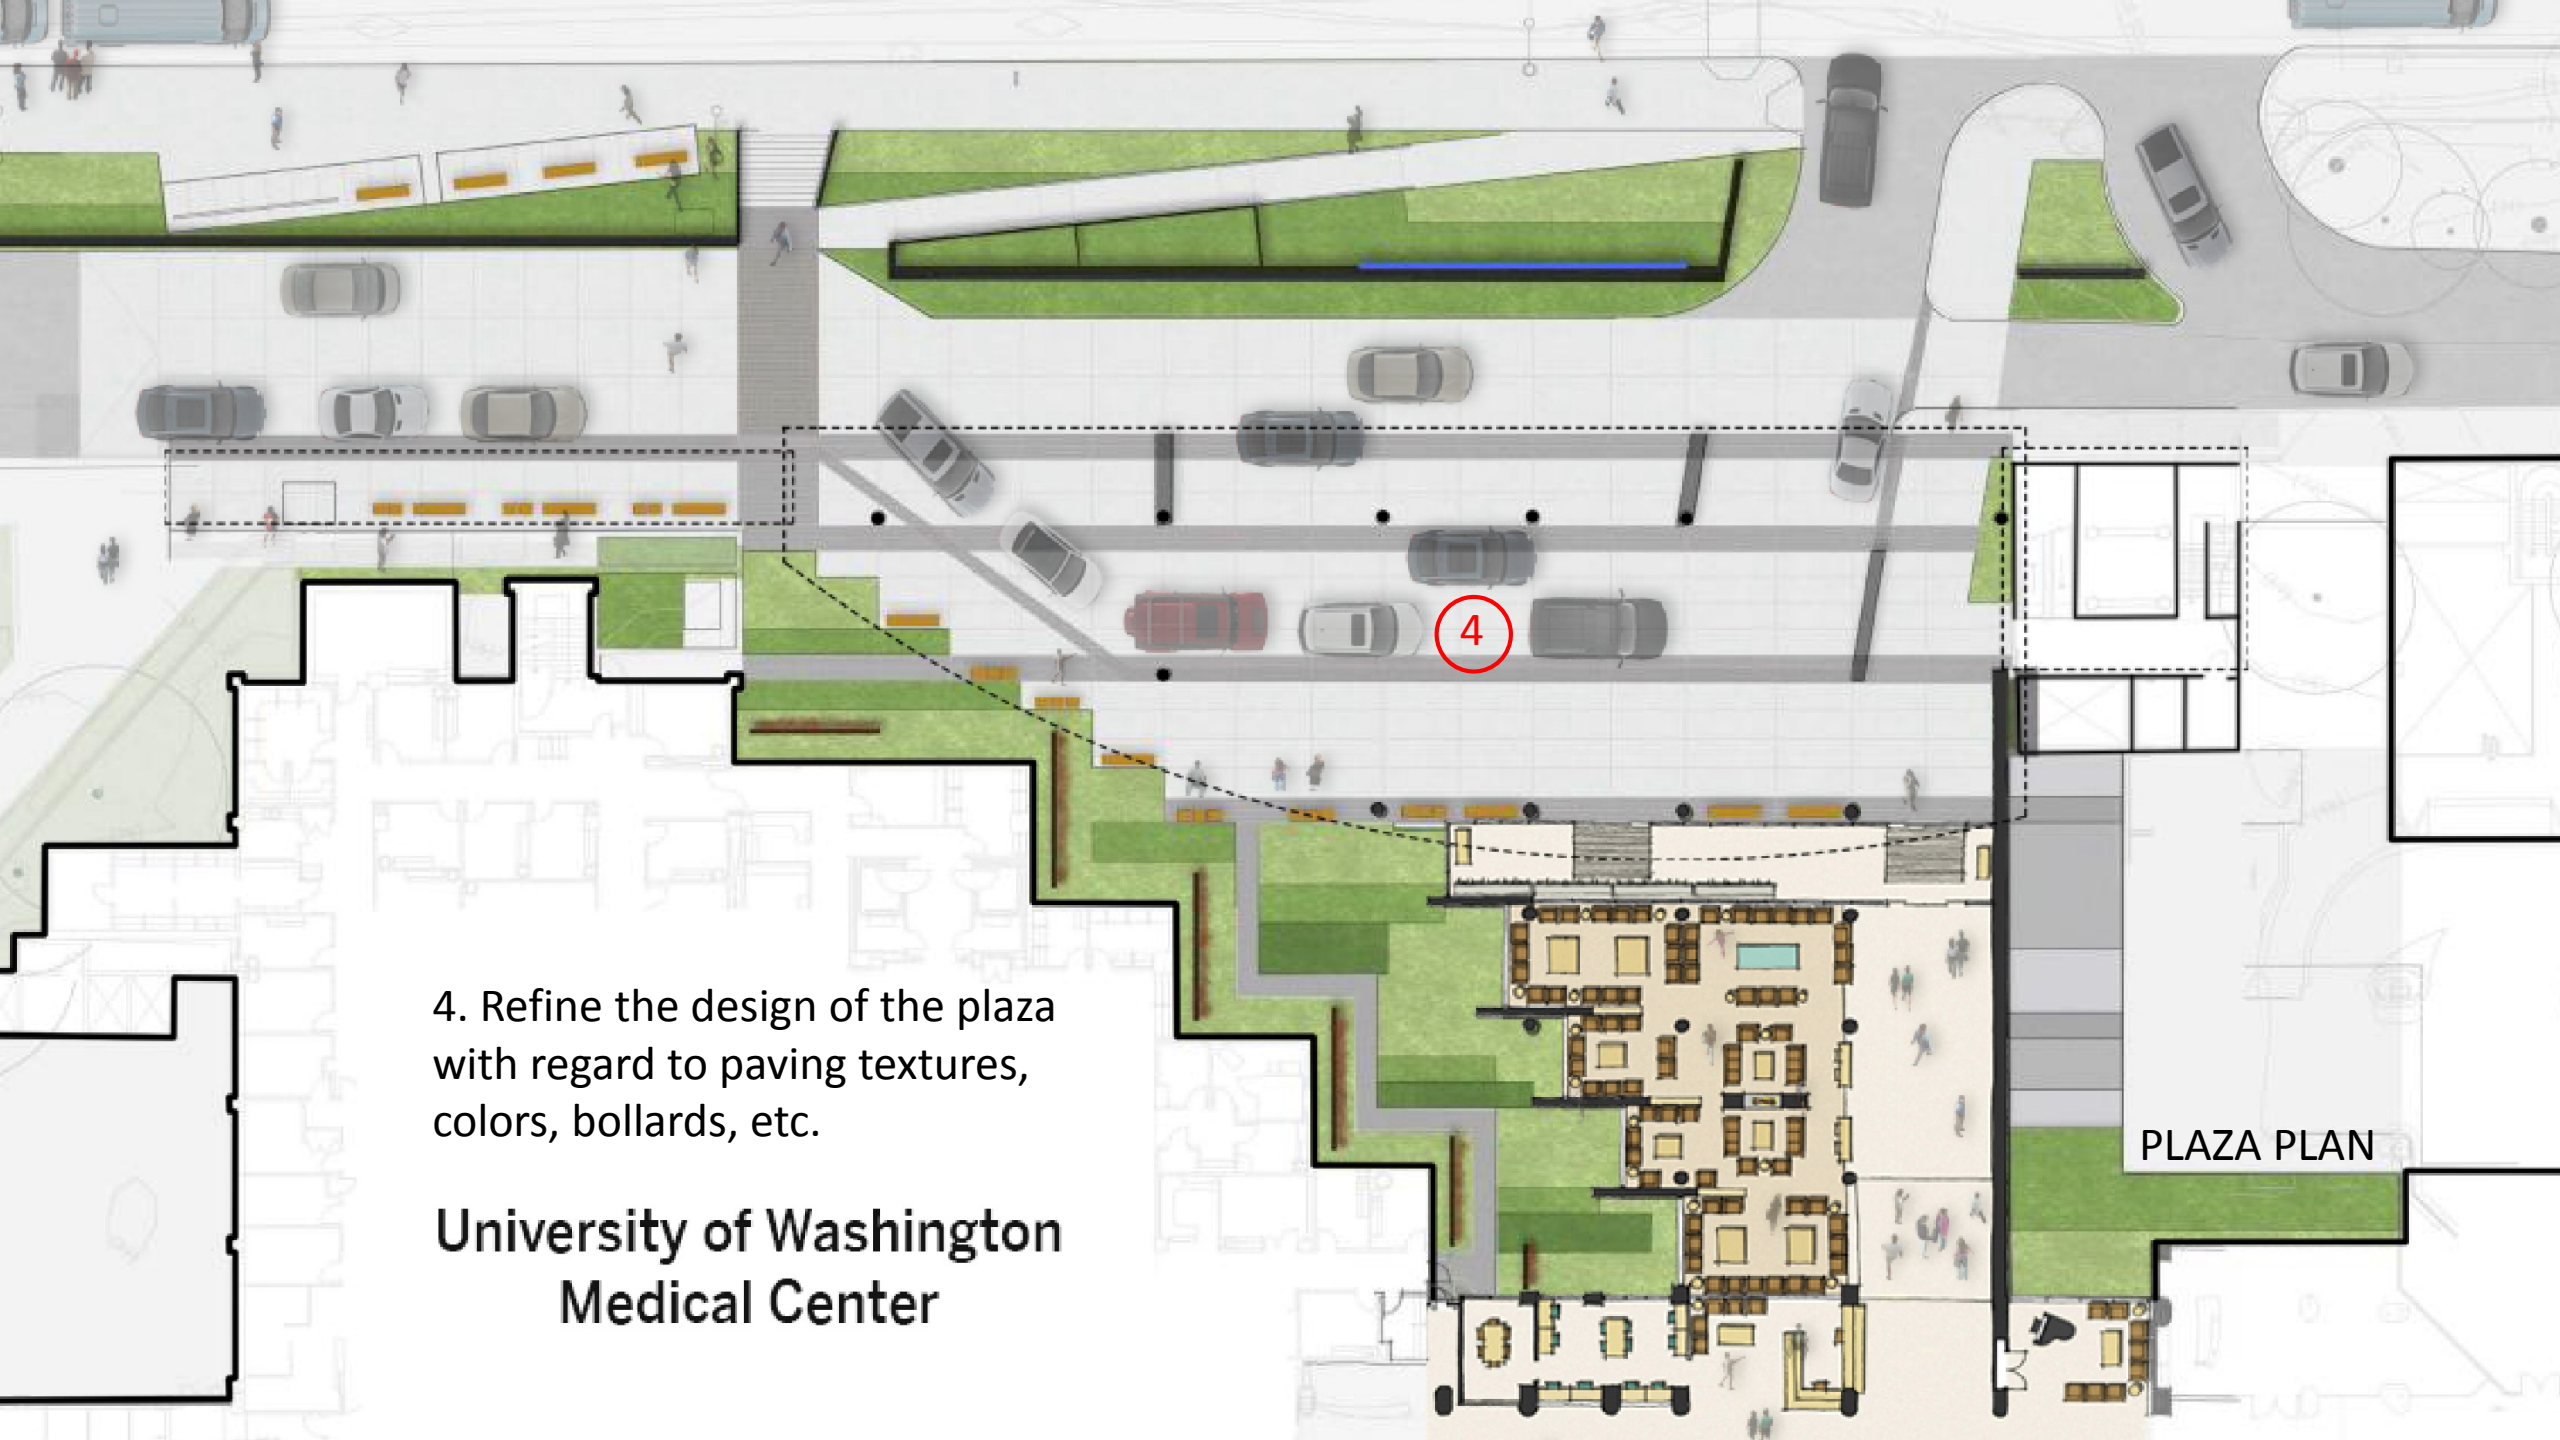 4
4. Refine the design of the plaza
with regard to paving textures,
colors, bollards, etc.
PLAZA PLAN
University of Washington
Medical Center